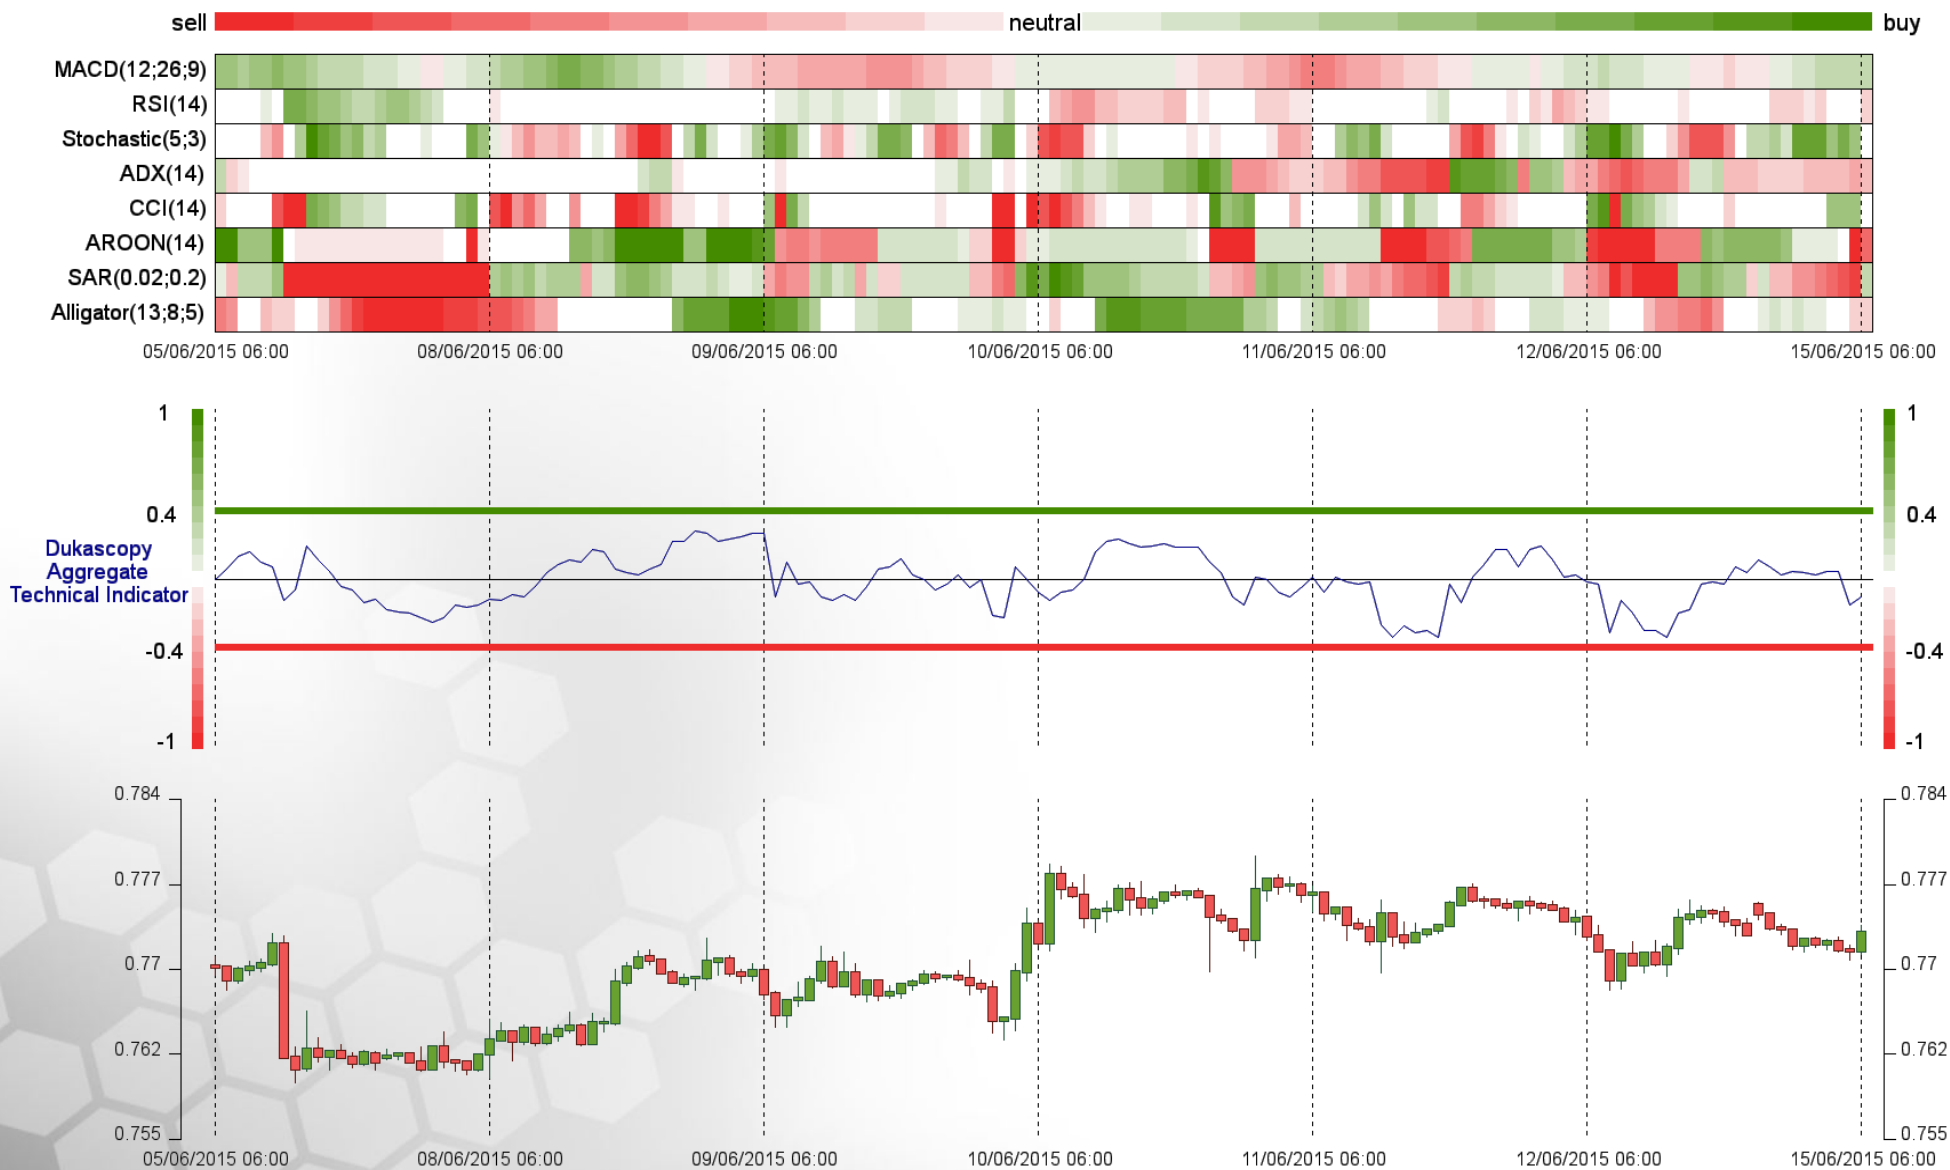 sell neutral buy
MACD(12;26;9)
RSI(14)
Stochastic(5;3)
ADX(14)
CCI(14)
AROON(14)
SAR(0.02;0.2)
Alligator(13;8;5)
05/06/2015 06:00 08/06/2015 06:00 09/06/2015 06:00 10/06/2015 06:00 11/06/2015 06:00 12/06/2015 06:00 15/06/2015 06:00
1 1
0.4 0.4
Dukascopy
Aggregate
Technical Indicator
-0.4 -0.4
-1 -1
0.784 0.784
0.777 0.777
0.77 0.77
0.762 0.762
0.755 0.755
05/06/2015 06:00 08/06/2015 06:00 09/06/2015 06:00 10/06/2015 06:00 11/06/2015 06:00 12/06/2015 06:00 15/06/2015 06:00